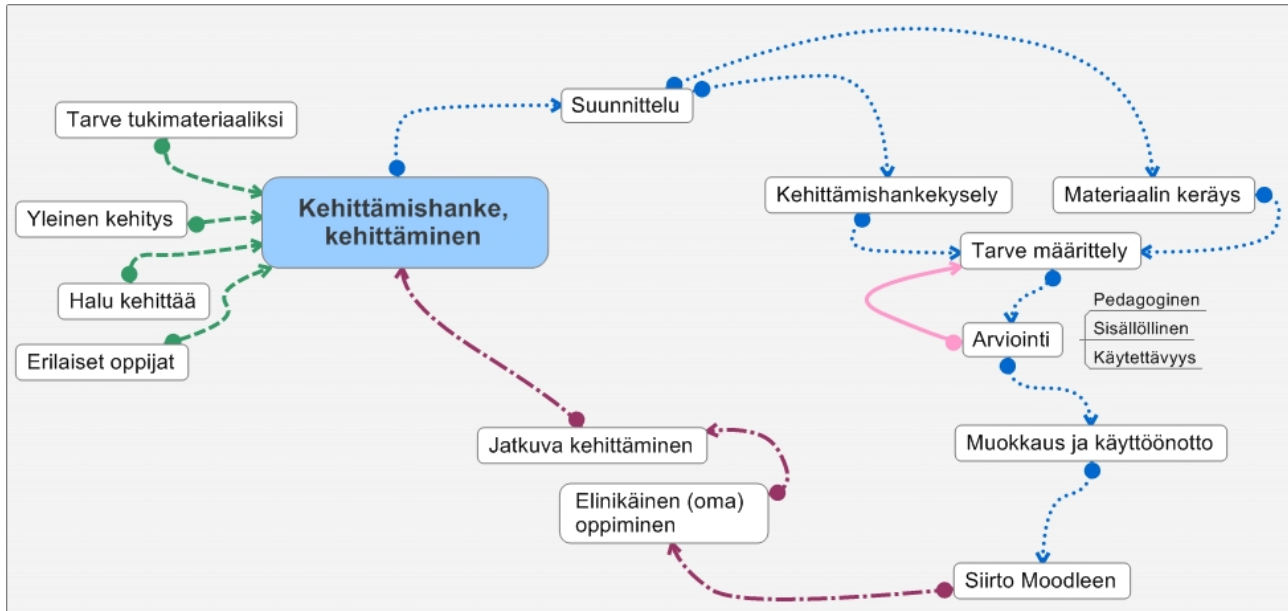 Suunnittelu
Tarve tukimateriaaliksi
Yleinen kehitys
Halu kehittää
Erilaiset oppijat
Kehittämishanke,
kehittäminen
Kehittämishankekysely
Materiaalin keräys
Tarve määrittely
Arviointi
Pedagoginen
Sisällöllinen
Käytettävyys
Muokkaus ja käyttöönotto
Siirto Moodleen
Elinikäinen (oma)
oppiminen
Jatkuva kehittäminen